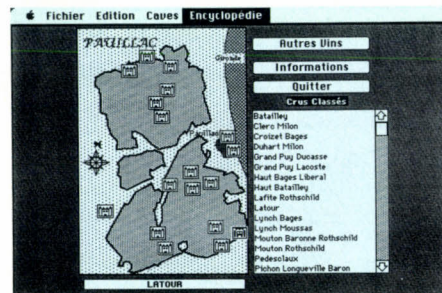 Fichier Edition Caves Encyclopédie
PAUILLAC
Gironde
Pauillac
N
LATOUR
Autres Vins
Informations
Quitter
Crus Classés
Batailley
Clerc Milon
Croizet Bages
Duhart Milon
Grand Puy Ducasse
Grand Puy Lacoste
Haut Bages Liberal
Haut Batailley
Lafite Rothschild
Latour
Lynch Bages
Lynch Moussas
Mouton Baronne Rothschild
Mouton Rothschild
Pedesclaux
Pichon Longueville Baron